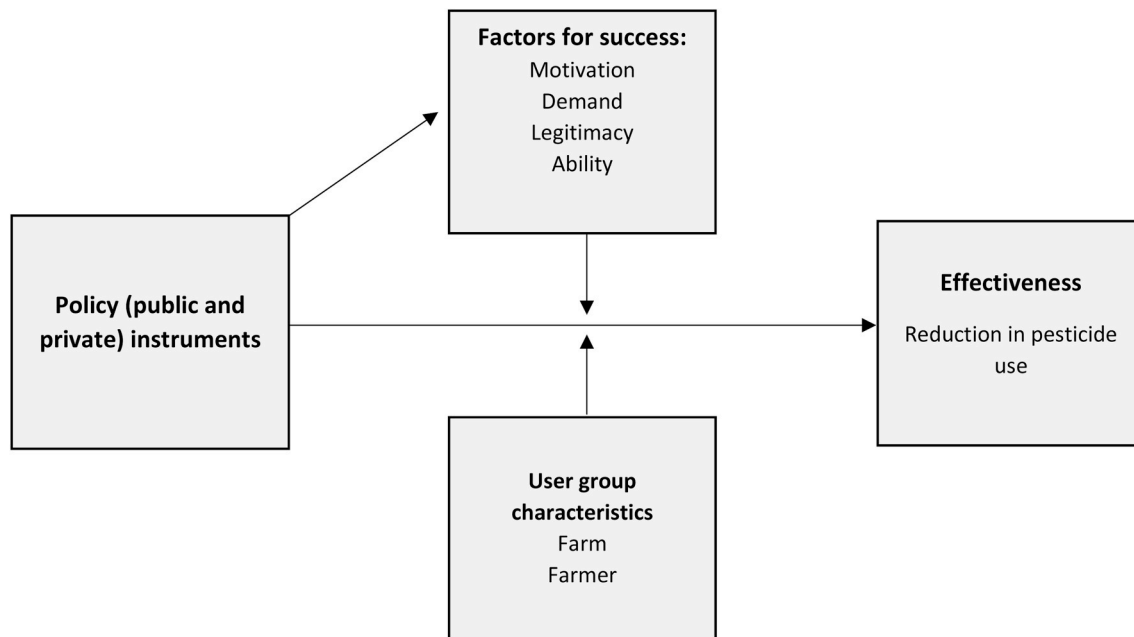 Factors for success:
Motivation
Demand
Legitimacy
Ability
Policy (public and
private) instruments
Effectiveness
Reduction in pesticide
use
User group
characteristics
Farm
Farmer